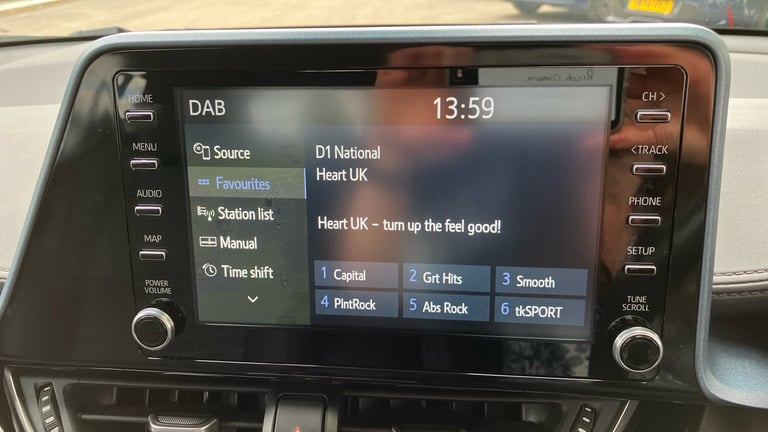 DAB 13:59
HOME
MENU
AUDIO
MAP
POWER
VOLUME
Source
Favourites
Station list
Manual
Time shift
D1 National
Heart UK
Heart UK – turn up the feel good!
1 Capital 2 Grt Hits 3 Smooth
4 PlntRock 5 Abs Rock 6 tkSPORT
CH >
< TRACK
PHONE
SETUP
TUNE
SCROLL